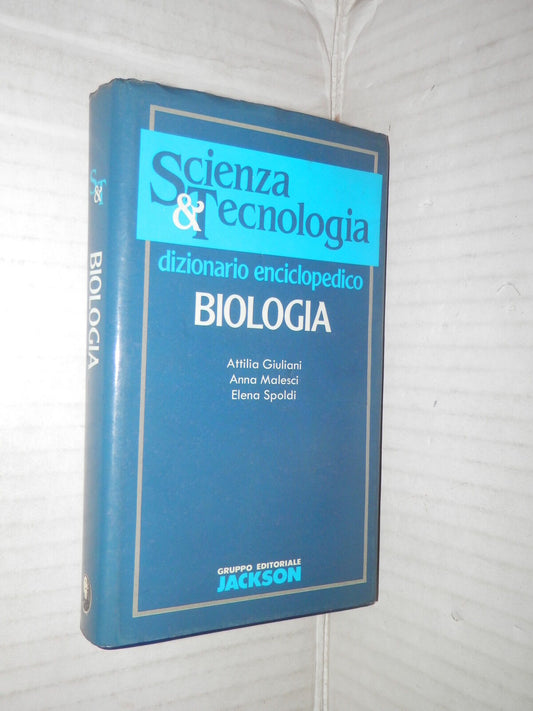 Scienza
& Tecnologia
dizionario enciclopedico
BIOLOGIA
Attilia Giuliani
Anna Malesci
Elena Spoldi
GRUPPO EDITORIALE
JACKSON
S&T
BIOLOGIA